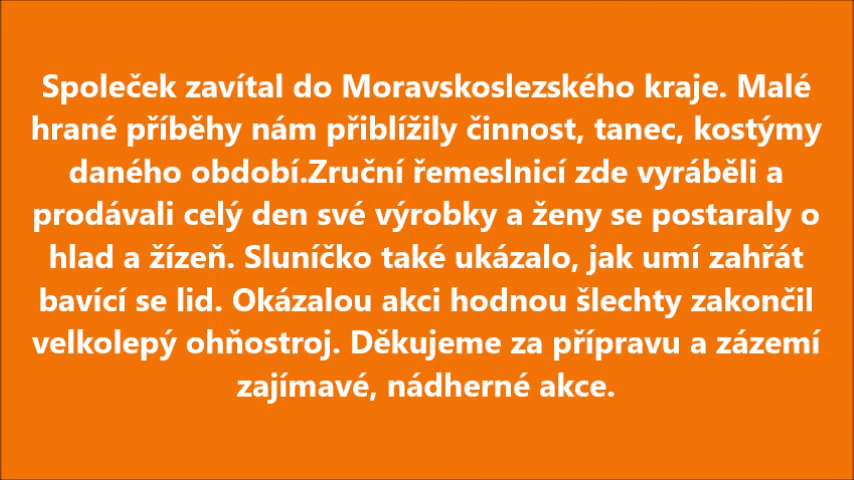 Společek zavítal do Moravskoslezského kraje. Malé
hrané příběhy nám přiblížily činnost, tanec, kostýmy
daného období.Zruční řemeslnicí zde vyráběli a
prodávali celý den své výrobky a ženy se postaraly o
hlad a žízeň. Sluníčko také ukázalo, jak umí zahřát
bavící se lid. Okázalou akci hodnou šlechty zakončil
velkolepý ohňostroj. Děkujeme za přípravu a zázemí
zajímavé, nádherné akce.